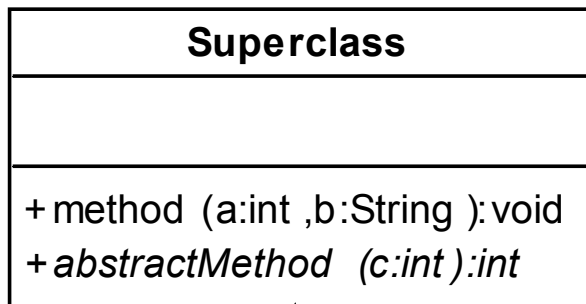 Superclass
+ method (a:int ,b:String ): void
+ abstractMethod (c:int ):int